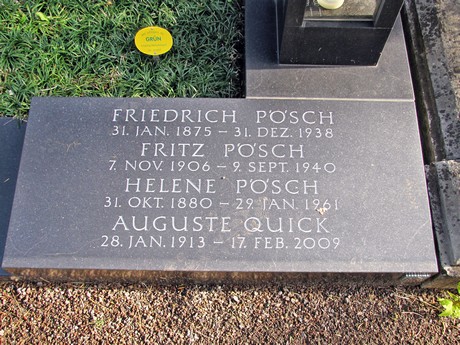 GRÜN
FRIEDRICH PÖSCH
31. JAN. 1875 – 31. DEZ. 1938
FRITZ PÖSCH
7. NOV. 1906 – 9. SEPT. 1940
HELENE PÖSCH
31. OKT. 1880 – 29. JAN. 1961
AUGUSTE QUICK
28. JAN. 1913 – 17. FEB. 2009